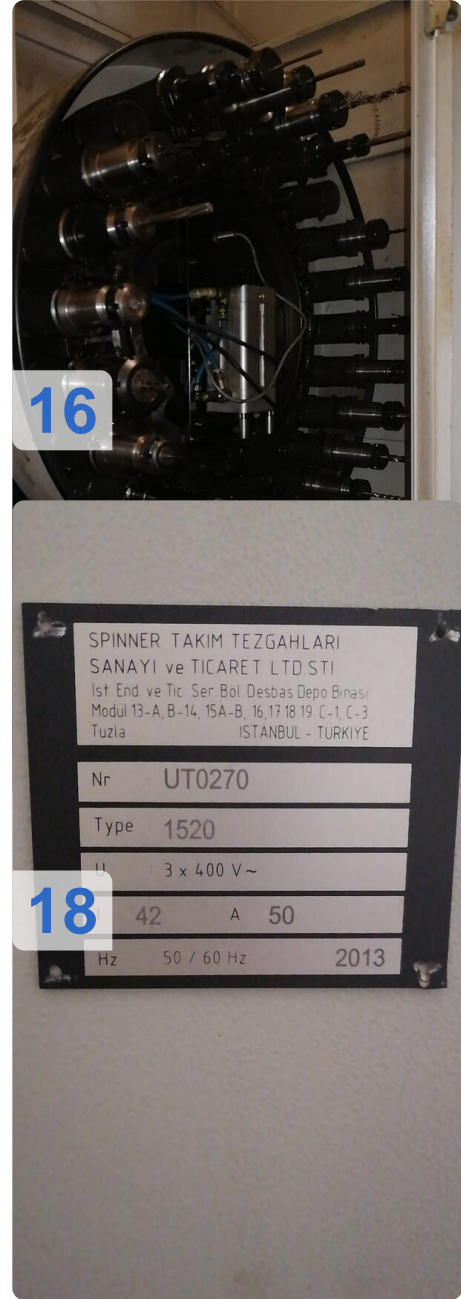 16
SPINNER TAKIM TEZGAHLARI
SANAYI ve TICARET LTD.STI
Ist End. ve Tic Ser Bol Desbas Depo Binasi
Modül 13-A, B-14, 15A-B, 16,17 18 19 C-1, C-3
Tuzla ISTANBUL - TURKIYE
Nr UT0270
Type 1520
U 3 x 400 V~
42 A 50
18
Hz 50 / 60 Hz 2013